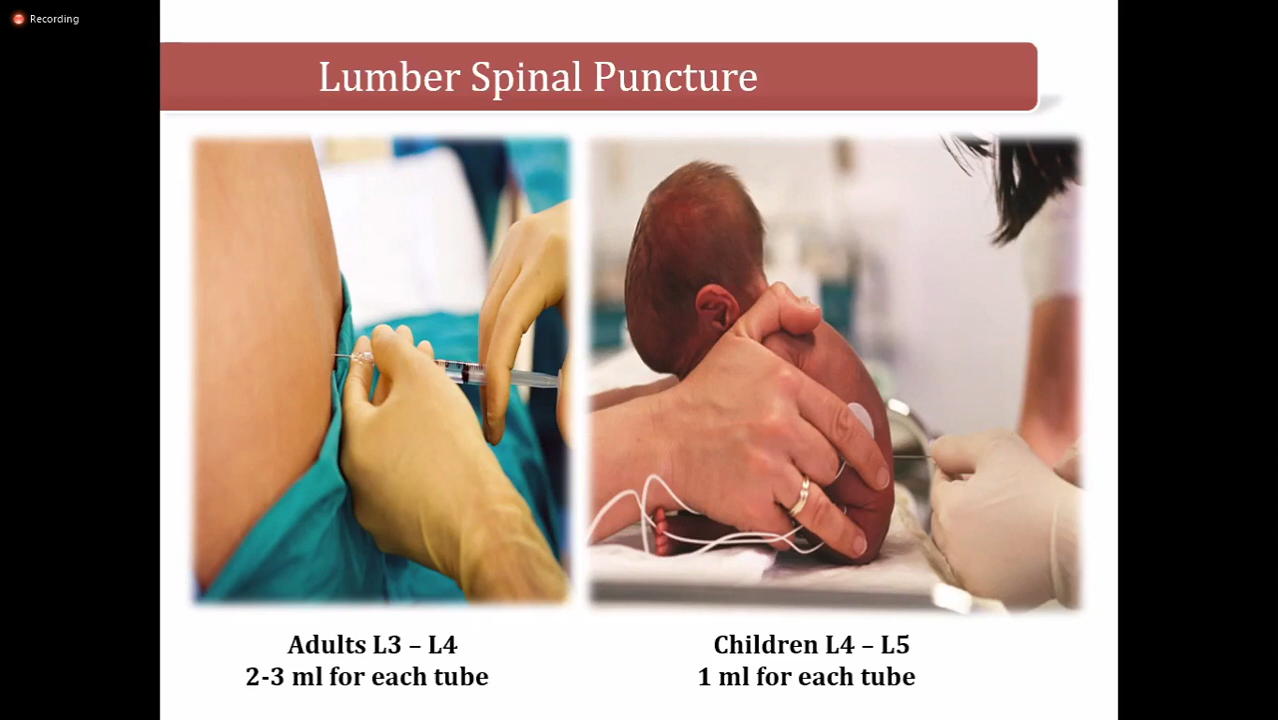 Recording
Lumber Spinal Puncture
Adults L3 – L4
2-3 ml for each tube
Children L4 – L5
1 ml for each tube